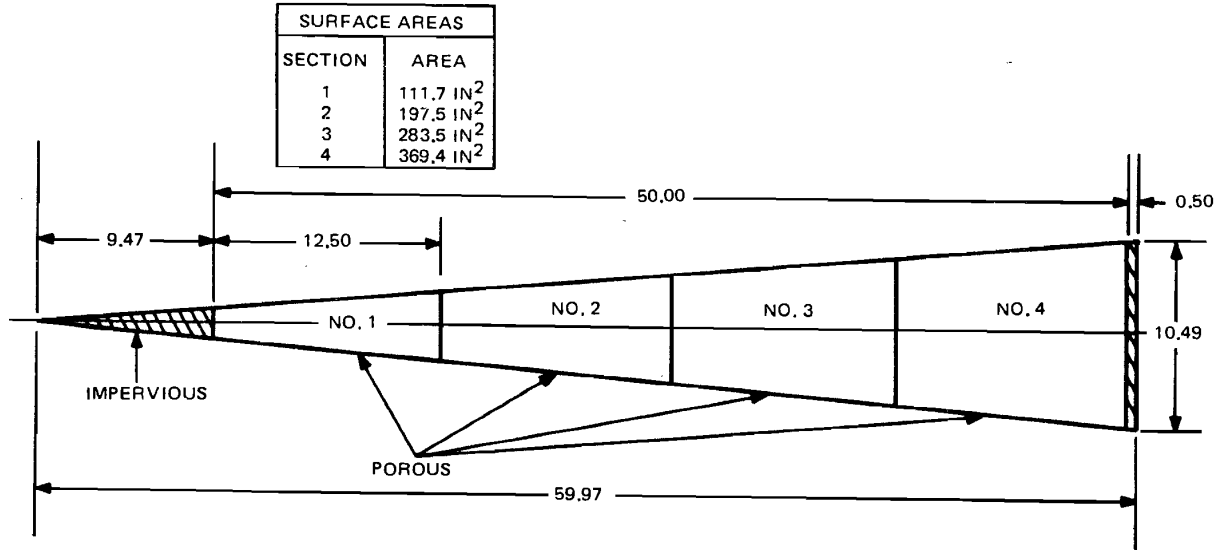 SURFACE AREAS
SECTION AREA
1 111.7 IN2
2 197.5 IN2
3 283.5 IN2
4 369.4 IN2
50.00
0.50
9.47
12.50
NO. 1
NO. 2
NO. 3
NO. 4
10.49
IMPERVIOUS
POROUS
59.97